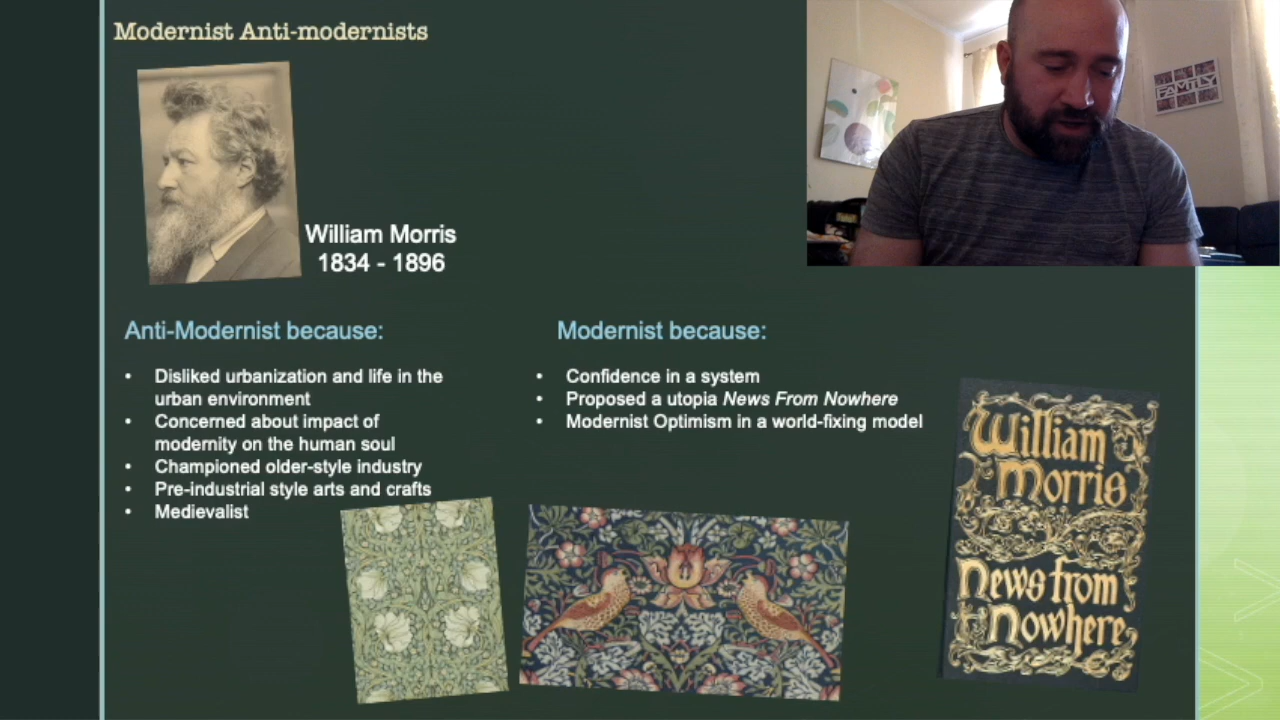 Modernist Anti-modernists
FAMILY
William Morris
1834 - 1896
Anti-Modernist because:
• Disliked urbanization and life in the
urban environment
• Concerned about impact of
modernity on the human soul
• Championed older-style industry
• Pre-industrial style arts and crafts
• Medievalist
Modernist because:
• Confidence in a system
• Proposed a utopia News From Nowhere
• Modernist Optimism in a world-fixing model
William
Morris
News from
Nowhere